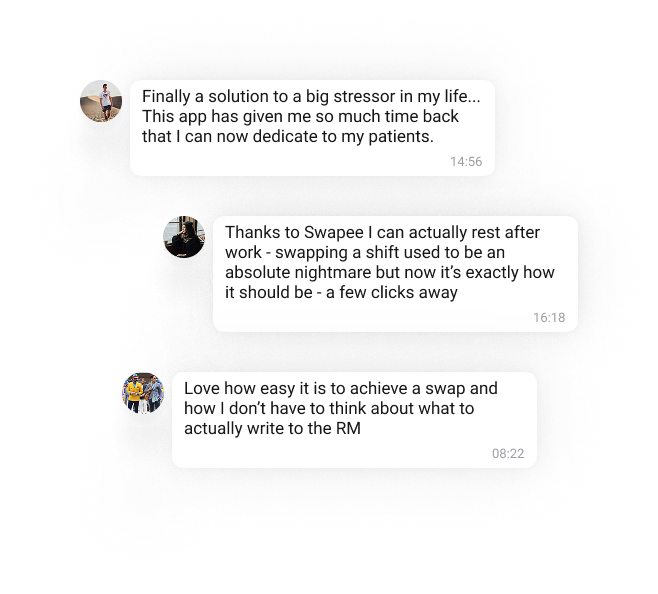 Finally a solution to a big stressor in my life...
This app has given me so much time back
that I can now dedicate to my patients.
14:56
Thanks to Swapee I can actually rest after
work - swapping a shift used to be an
absolute nightmare but now it’s exactly how
it should be - a few clicks away
16:18
Love how easy it is to achieve a swap and
how I don’t have to think about what to
actually write to the RM
08:22